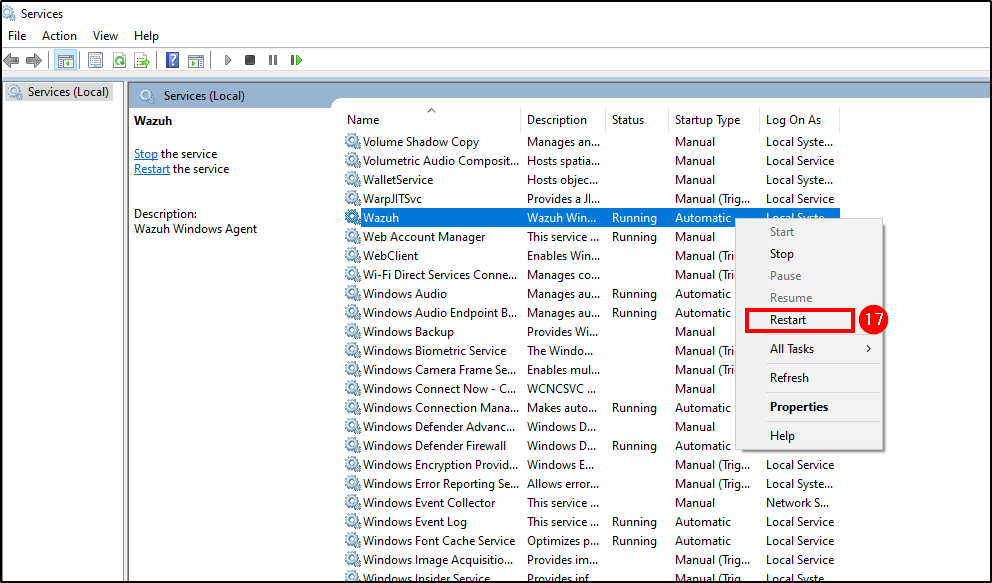 Services
File Action View Help
Services (Local)
Services (Local)
Wazuh
Stop the service
Restart the service
Description:
Wazuh Windows Agent
Name Description Status Startup Type Log On As
Volume Shadow Copy Manages an... Manual Local Syste...
Volumetric Audio Composit... Hosts spatia... Manual Local Service
WalletService Hosts objec... Manual Local Syste...
WarpJITSvc Provides a JI... Manual (Trig... Local Service
Wazuh Wazuh Win... Running Automatic Local Syste...
Web Account Manager This service ... Running Manual
WebClient Enables Win... Manual (Tri
Wi-Fi Direct Services Conne... Manages co... Manual (Tri
Windows Audio Manages au... Running Automatic
Windows Audio Endpoint B... Manages au... Running Automatic
Windows Backup Provides Wi... Manual
Windows Biometric Service The Windo... Manual (Tri
Windows Camera Frame Se... Enables mul... Manual (Tri
Windows Connect Now - C... WCNCSVC ... Manual
Windows Connection Mana... Makes auto... Running Automatic
Windows Defender Advanc... Windows D... Manual
Windows Defender Firewall Windows D... Running Automatic
Windows Encryption Provid... Windows E... Manual (Trig... Local Service
Windows Error Reporting Se... Allows error... Manual (Trig... Local Syste...
Windows Event Collector This service ... Manual Network S...
Windows Event Log This service ... Running Automatic Local Service
Windows Font Cache Service Optimizes p... Running Automatic Local Service
Windows Image Acquisitio... Provides im... Manual (Trig... Local Service
Windows Insider Service Provides inf... Manual (Trig... Local Syste...
Start
Stop
Pause
Resume
Restart 17
All Tasks
Refresh
Properties
Help